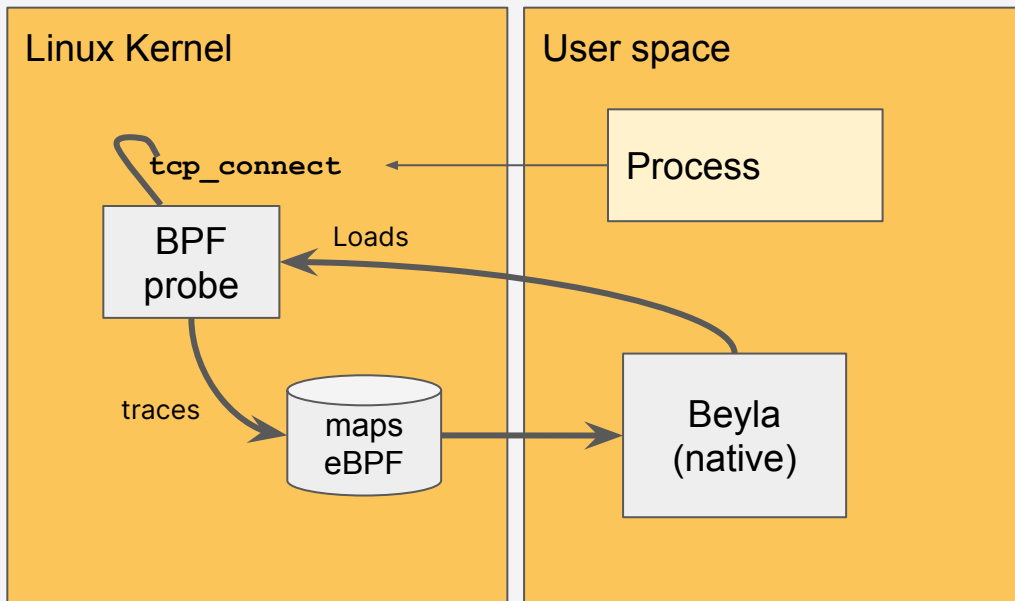 Linux Kernel
User space
tcp_connect
Process
BPF
probe
Loads
traces
maps
eBPF
Beyla
(native)